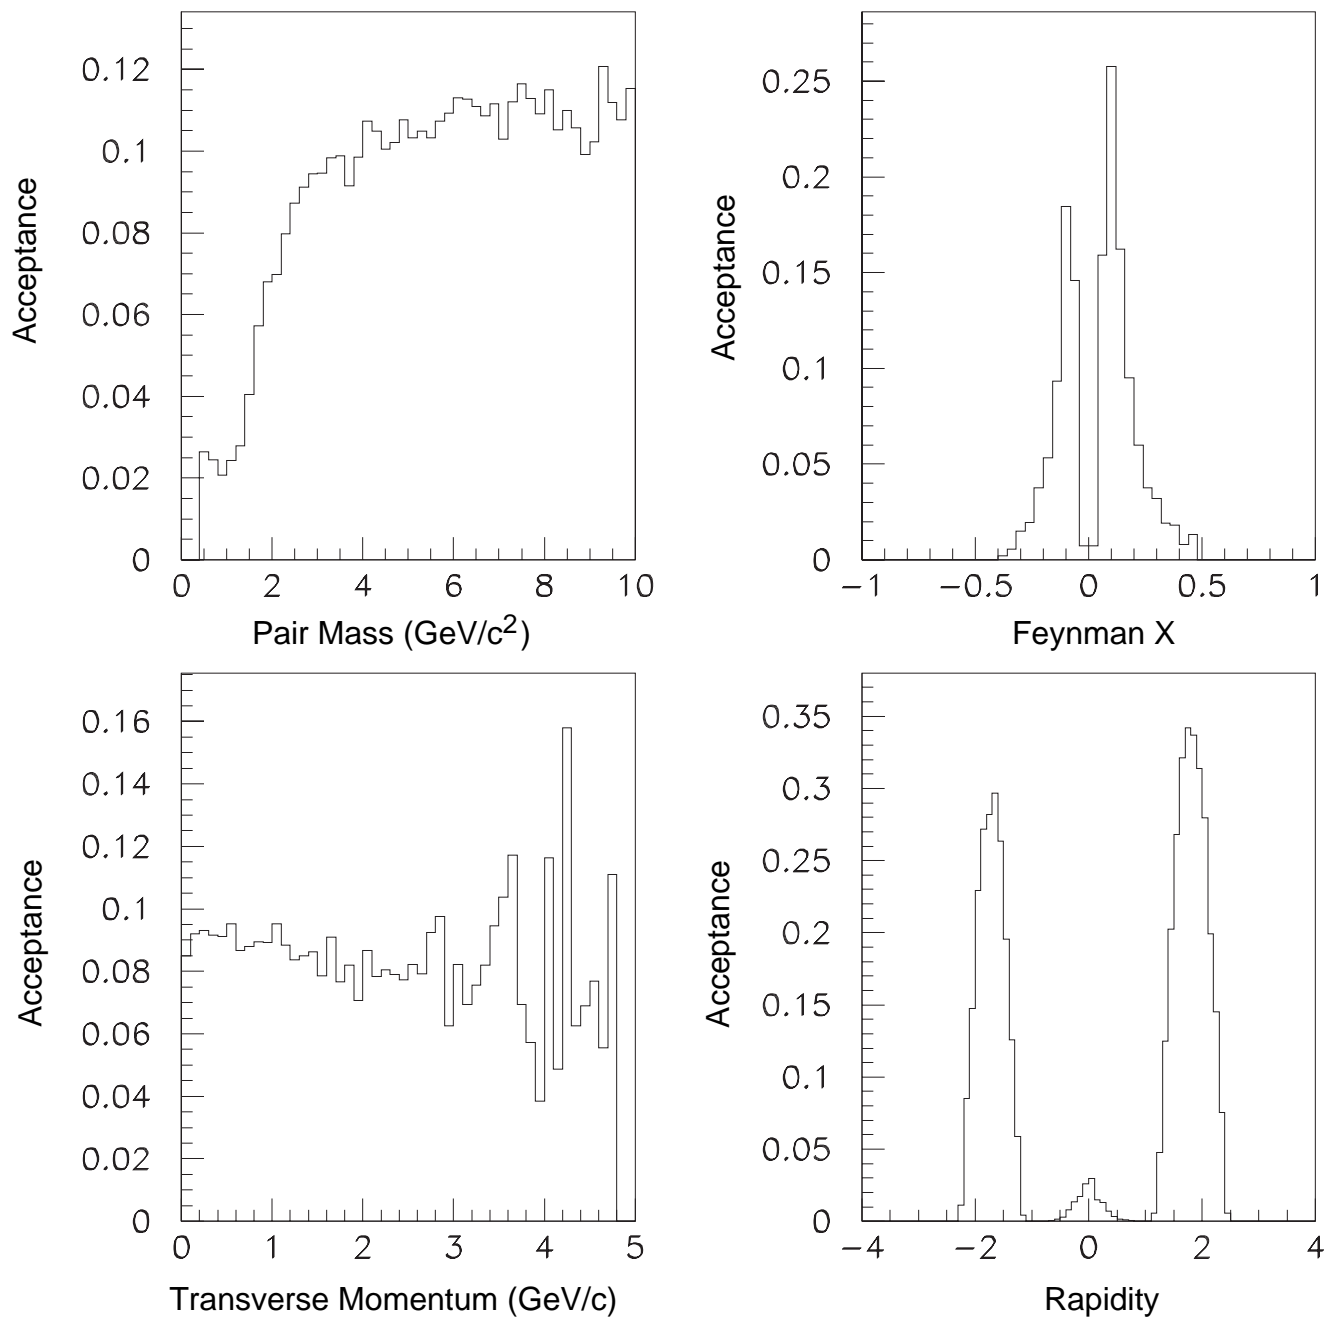 0.12
0.1
0.08
0.06
0.04
0.02
0
Acceptance
0 2 4 6 8 10
Pair Mass (GeV/c2)
0.25
0.2
0.15
0.1
0.05
0
Acceptance
−1 −0.5 0 0.5 1
Feynman X
0.16
0.14
0.12
0.1
0.08
0.06
0.04
0.02
0
Acceptance
0 1 2 3 4 5
Transverse Momentum (GeV/c)
0.35
0.3
0.25
0.2
0.15
0.1
0.05
0
Acceptance
−4 −2 0 2 4
Rapidity